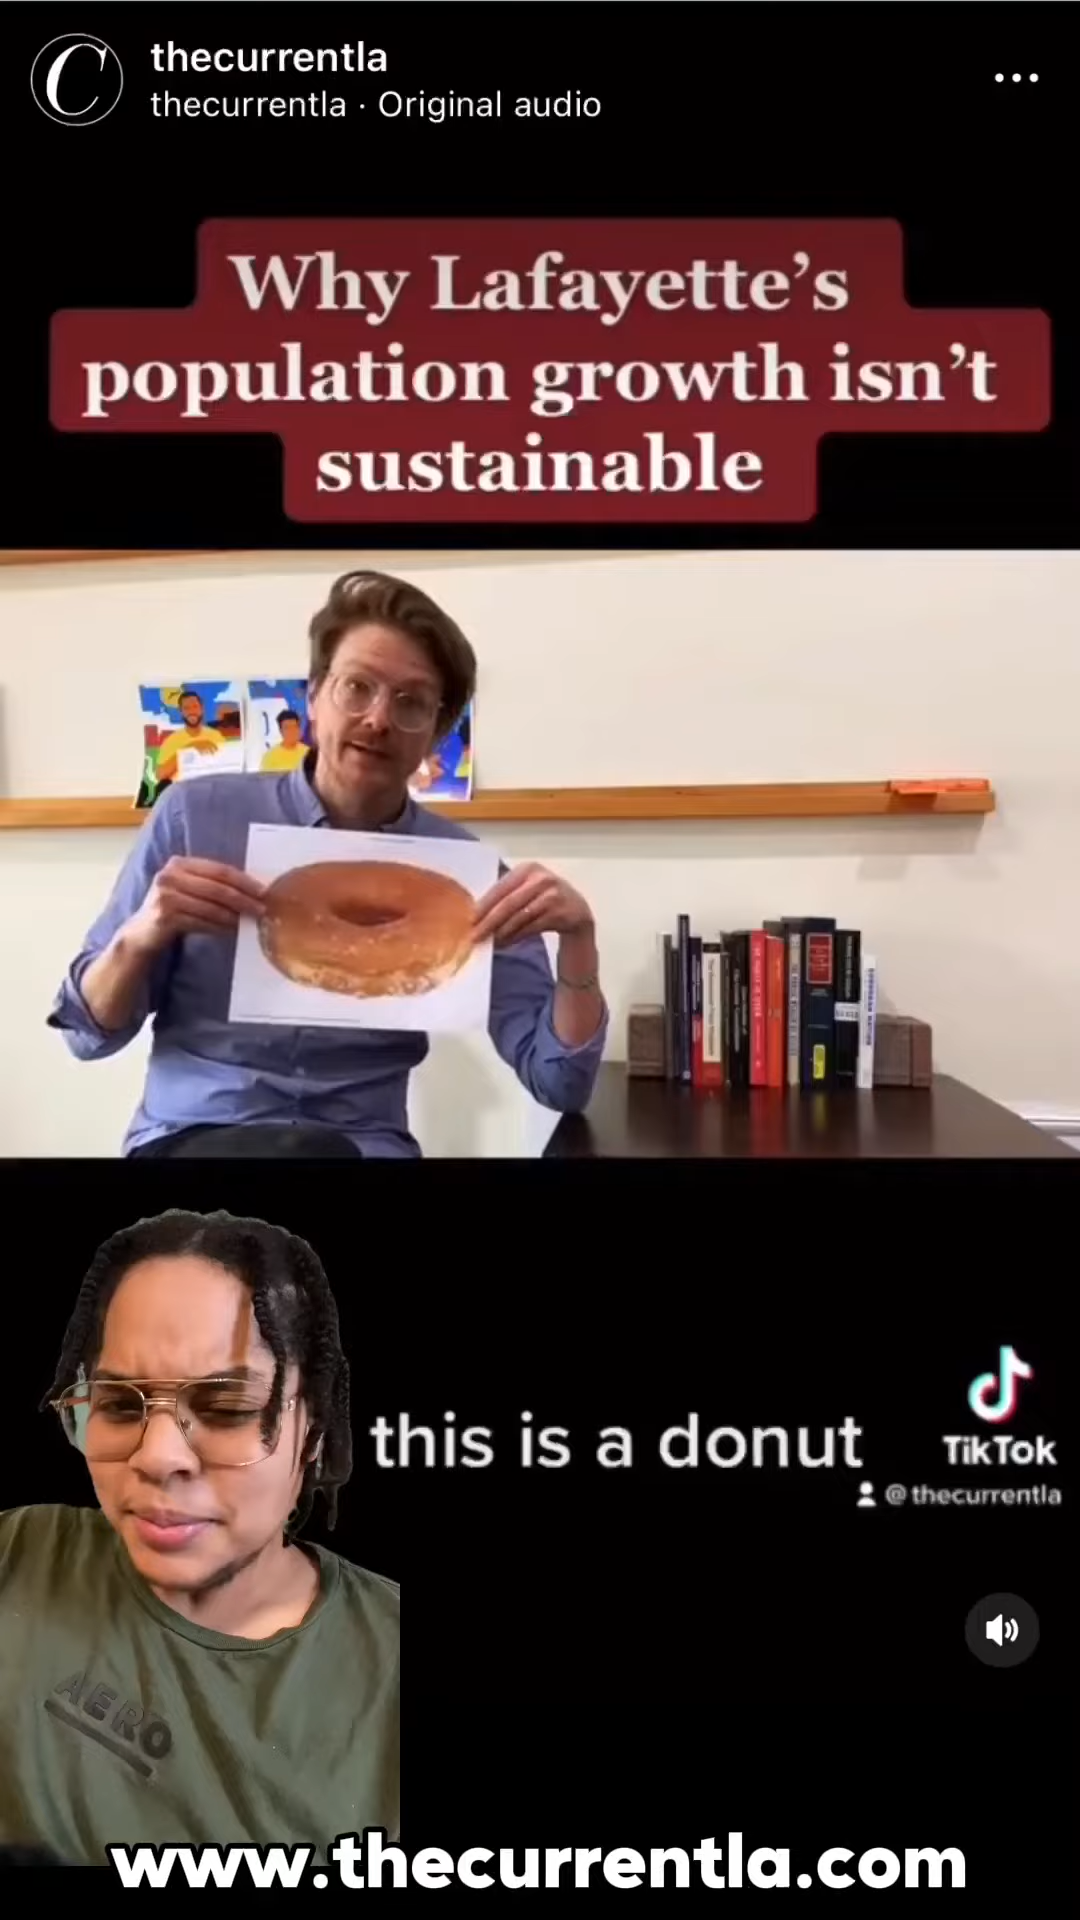 C
thecurrentla
thecurrentla · Original audio
Why Lafayette’s
population growth isn’t
sustainable
this is a donut
TikTok
@thecurrentla
AERO
www.thecurrentla.com